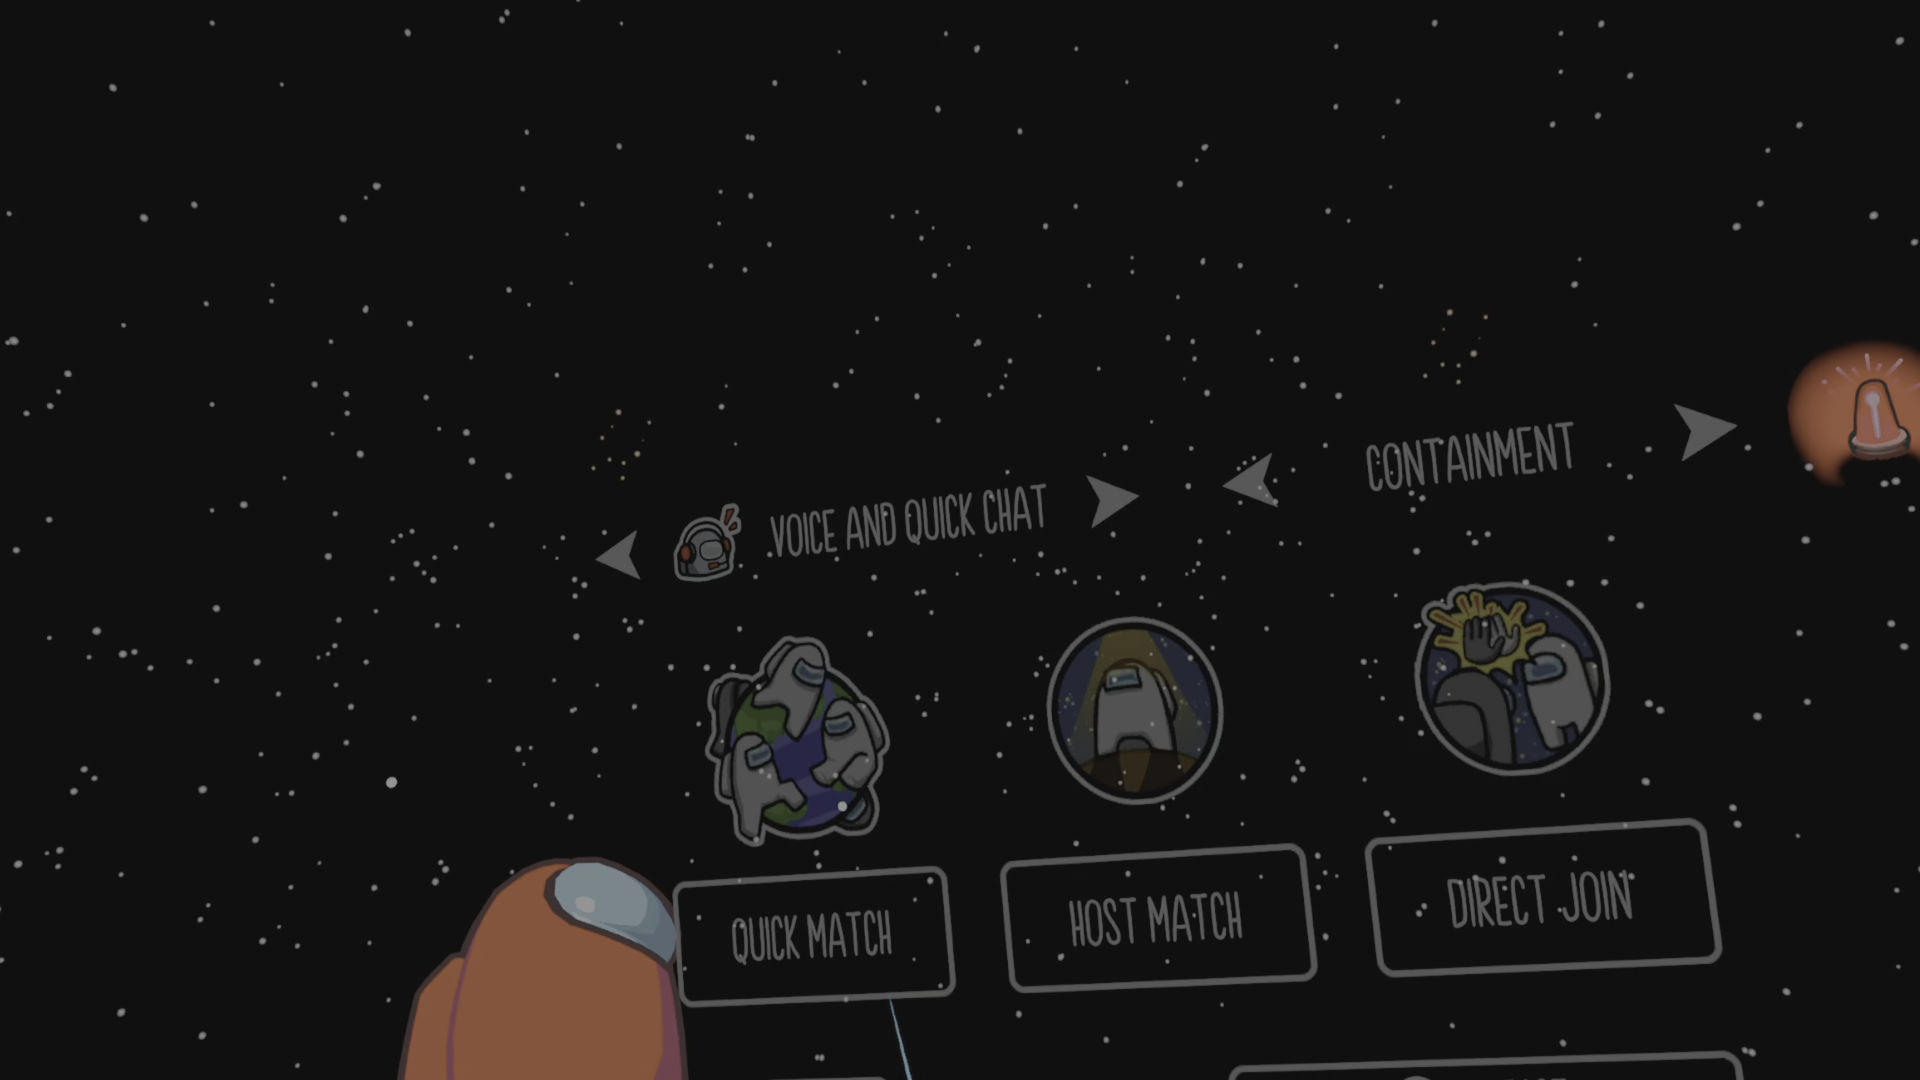 VOICE AND QUICK CHAT
CONTAINMENT
QUICK MATCH
HOST MATCH
DIRECT JOIN